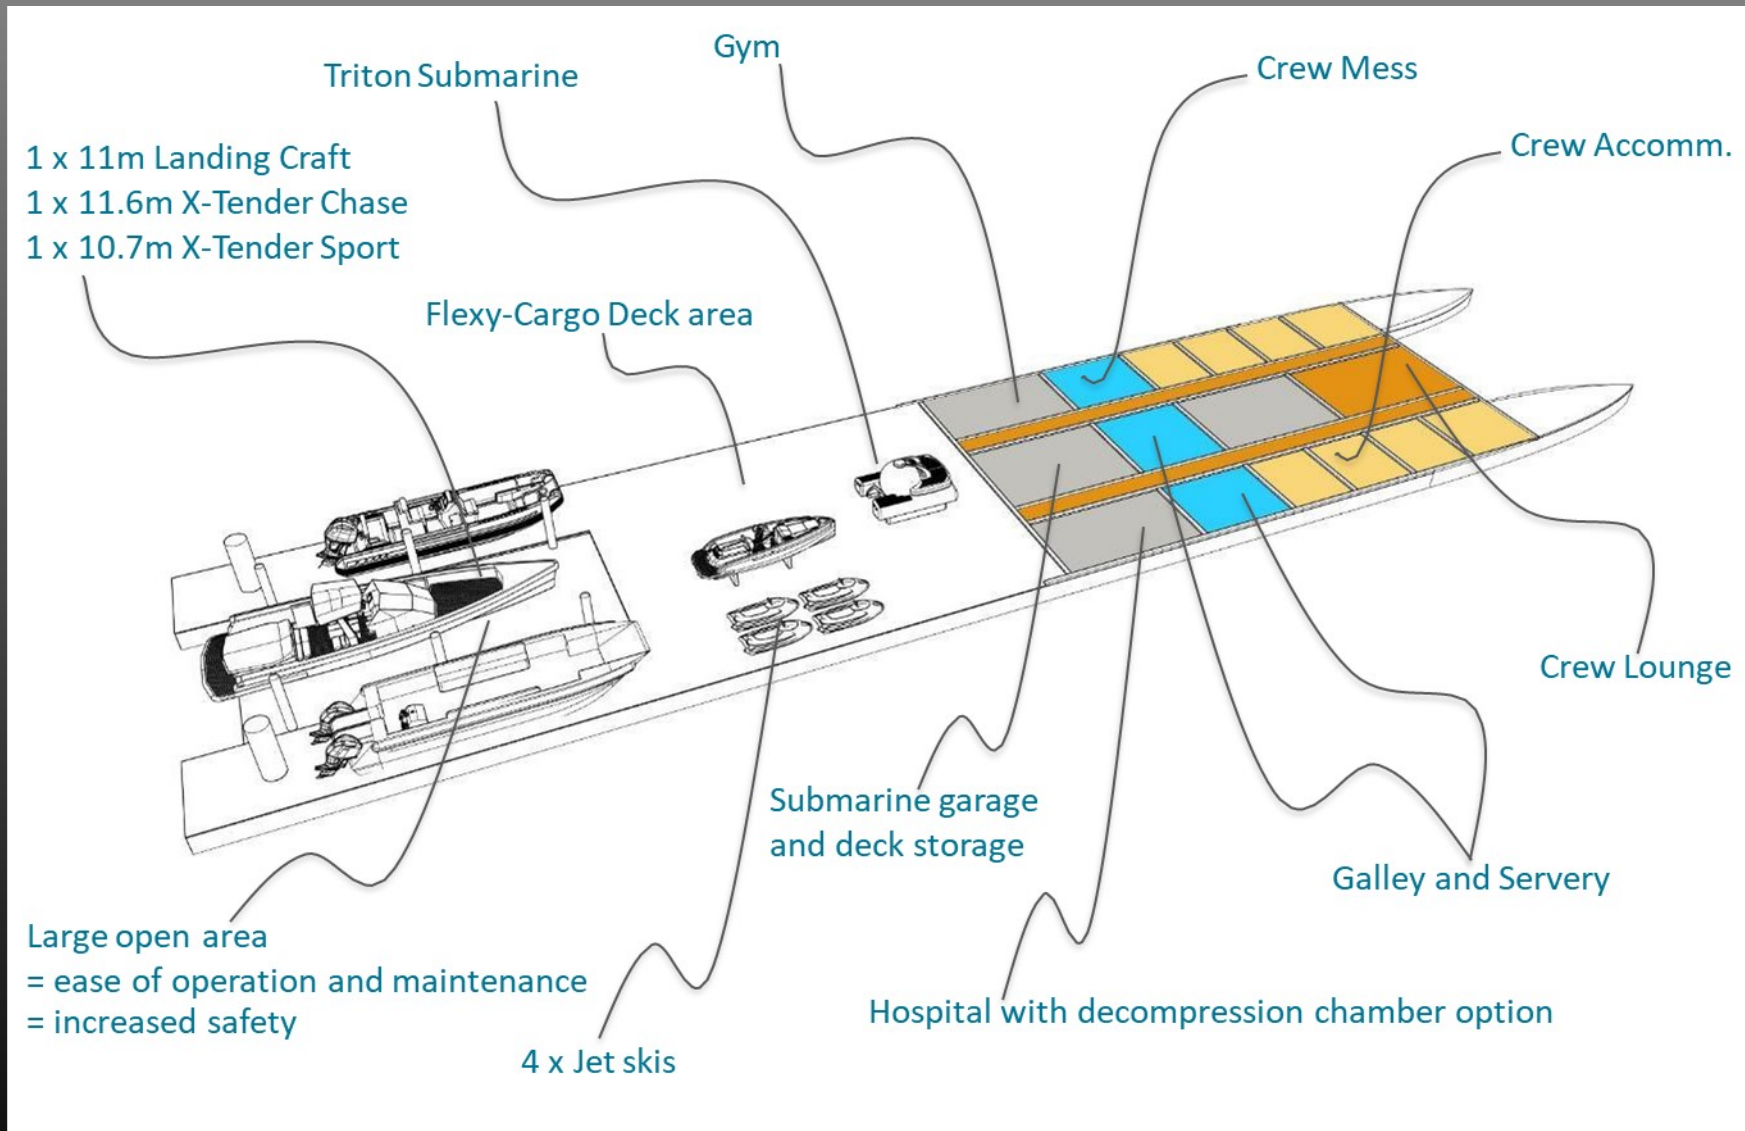 Gym
Triton Submarine
Crew Mess
Crew Accomm.
1 x 11m Landing Craft
1 x 11.6m X-Tender Chase
1 x 10.7m X-Tender Sport
Flexy-Cargo Deck area
Crew Lounge
Submarine garage
and deck storage
Galley and Servery
Large open area
= ease of operation and maintenance
= increased safety
Hospital with decompression chamber option
4 x Jet skis